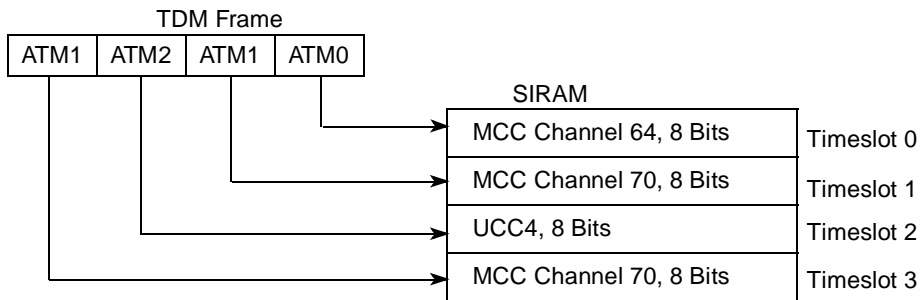 TDM Frame
ATM1 ATM2 ATM1 ATM0
SIRAM
MCC Channel 64, 8 Bits Timeslot 0
MCC Channel 70, 8 Bits Timeslot 1
UCC4, 8 Bits Timeslot 2
MCC Channel 70, 8 Bits Timeslot 3